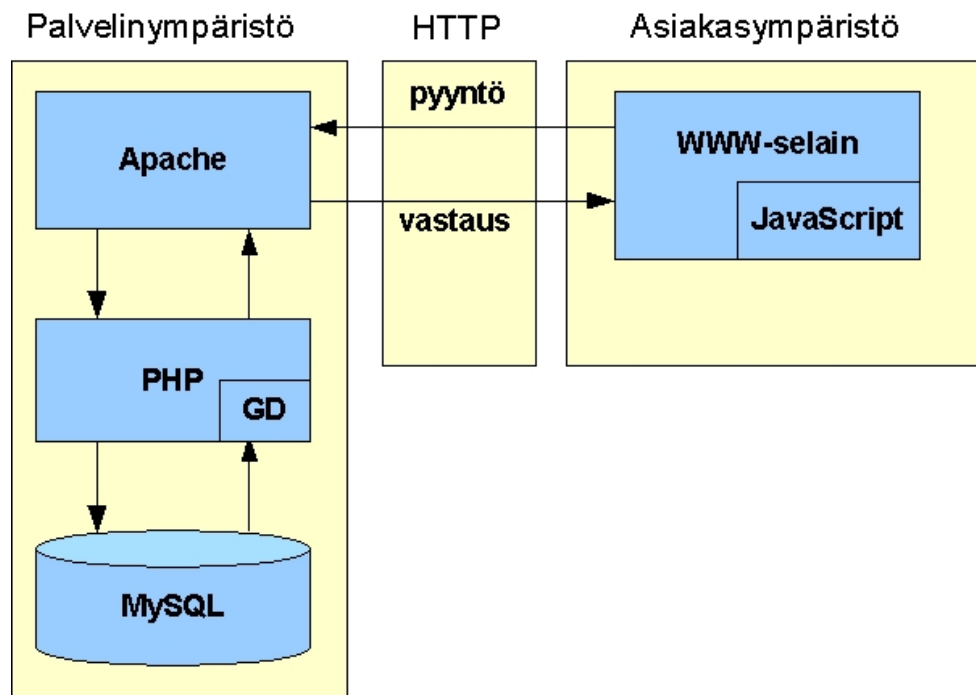 Palvelinympäristö
HTTP
Asiakasympäristö
pyyntö
Apache
WWW-selain
vastaus
JavaScript
PHP
GD
MySQL